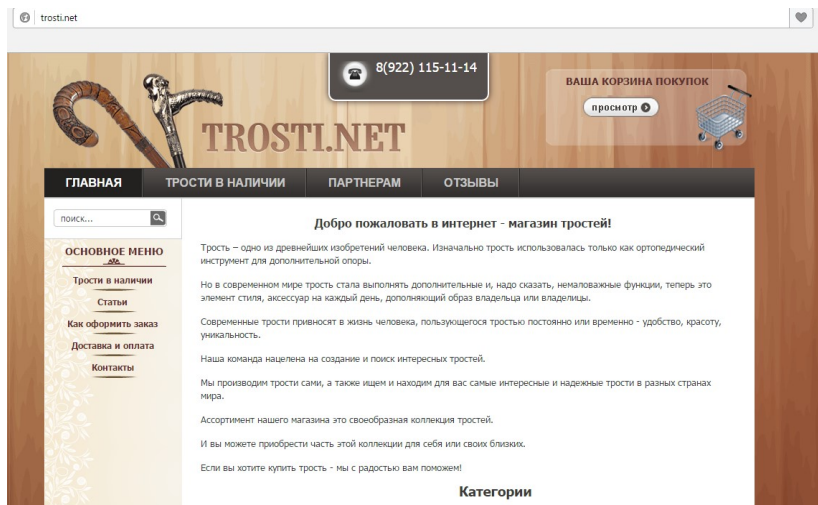 trosti.net
8(922) 115-11-14
ВАША КОРЗИНА ПОКУПОК
просмотр
TROSTI.NET
ГЛАВНАЯ ТРОСТИ В НАЛИЧИИ ПАРТНЕРАМ ОТЗЫВЫ
поиск...
ОСНОВНОЕ МЕНЮ
Трости в наличии
Статьи
Как оформить заказ
Доставка и оплата
Контакты
Добро пожаловать в интернет - магазин тростей!
Трость – одно из древнейших изобретений человека. Изначально трость использовалась только как ортопедический
инструмент для дополнительной опоры.
Но в современном мире трость стала выполнять дополнительные и, надо сказать, немаловажные функции, теперь это
элемент стиля, аксессуар на каждый день, дополняющий образ владельца или владелицы.
Современные трости привносят в жизнь человека, пользующегося тростью постоянно или временно - удобство, красоту,
уникальность.
Наша команда нацелена на создание и поиск интересных тростей.
Мы производим трости сами, а также ищем и находим для вас самые интересные и надежные трости в разных странах
мира.
Ассортимент нашего магазина это своеобразная коллекция тростей.
И вы можете приобрести часть этой коллекции для себя или своих близких.
Если вы хотите купить трость - мы с радостью вам поможем!
Категории